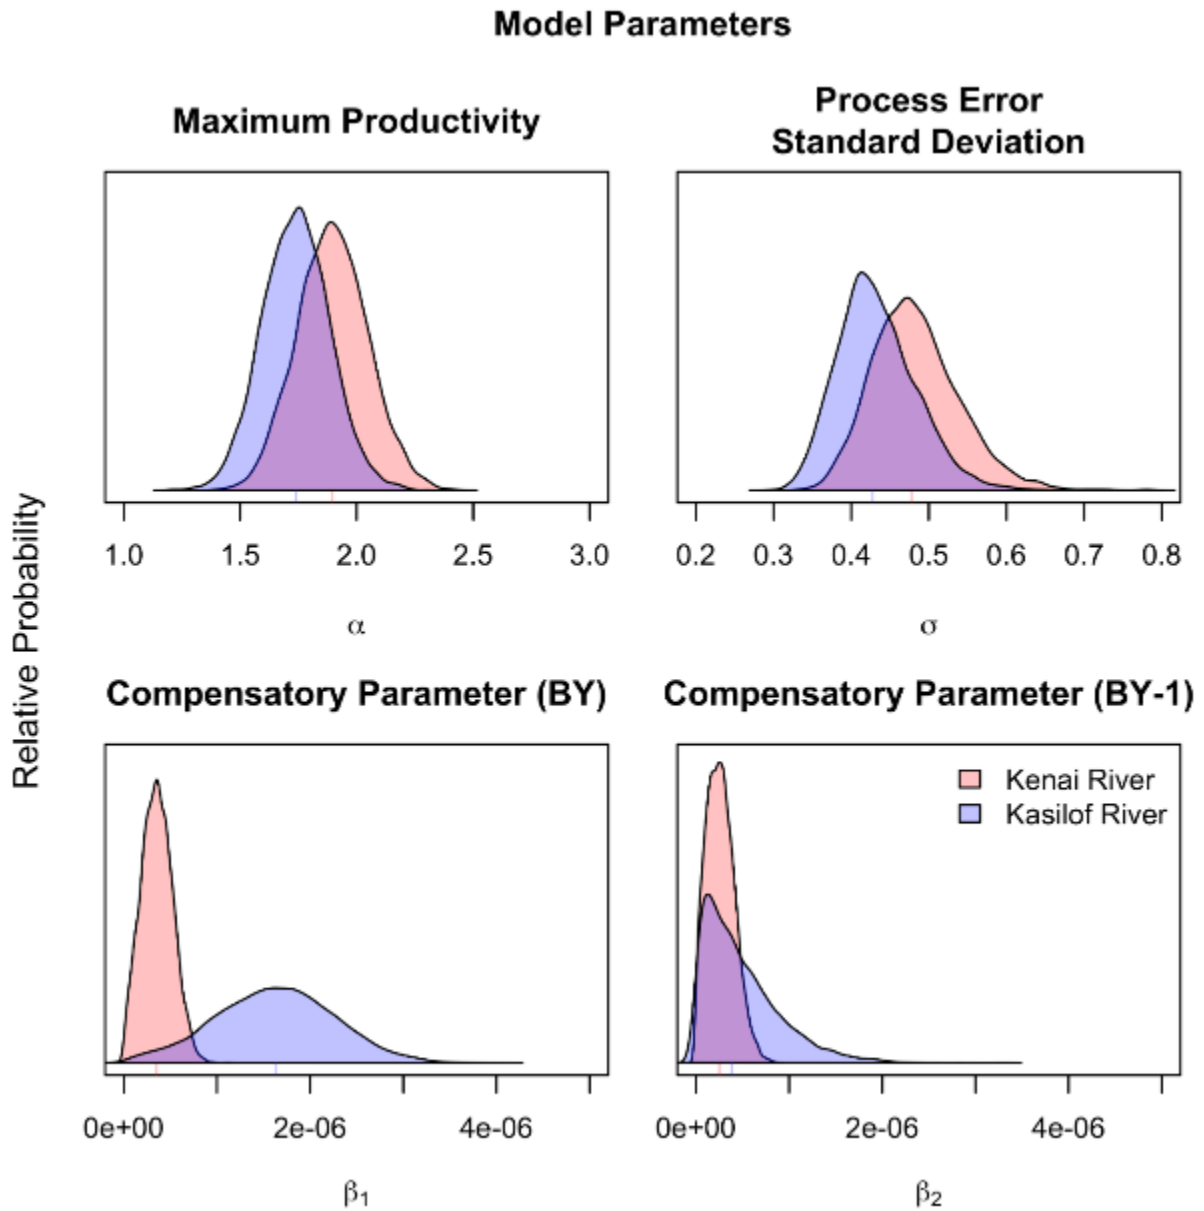 Model Parameters
Maximum Productivity
Process Error
Standard Deviation
Relative Probability
1.0 1.5 2.0 2.5 3.0
α
0.2 0.3 0.4 0.5 0.6 0.7 0.8
σ
Compensatory Parameter (BY)
0e+00 2e-06 4e-06
β1
Compensatory Parameter (BY-1)
Kenai River
Kasilof River
0e+00 2e-06 4e-06
β2